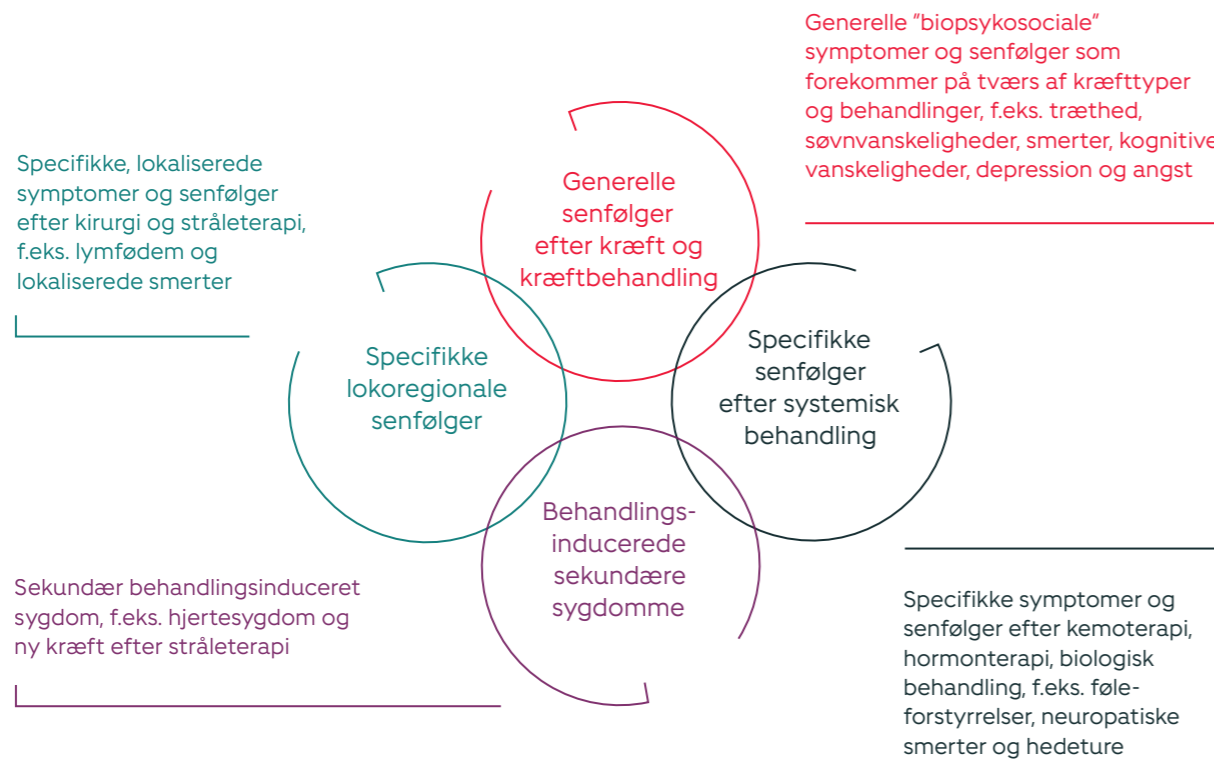 Generelle "biopsykosociale"
symptomer og senfølger som
forekommer på tværs af kræfttyper
og behandlinger, f.eks. træthed,
søvnvanskeligheder, smerter, kognitive
vanskeligheder, depression og angst
Specifikke, lokaliserede
symptomer og senfølger
efter kirurgi og stråleterapi,
f.eks. lymfødem og
lokaliserede smerter
Generelle
senfølger
efter kræft og
kræftbehandling
Specifikke
lokoregionale
senfølger
Specifikke
senfølger
efter systemisk
behandling
Behandlings-
inducerede
sekundære
sygdomme
Sekundær behandlingsinduceret
sygdom, f.eks. hjertesygdom og
ny kræft efter stråleterapi
Specifikke symptomer og
senfølger efter kemoterapi,
hormonterapi, biologisk
behandling, f.eks. føle-
forstyrrelser, neuropatiske
smerter og hedeture